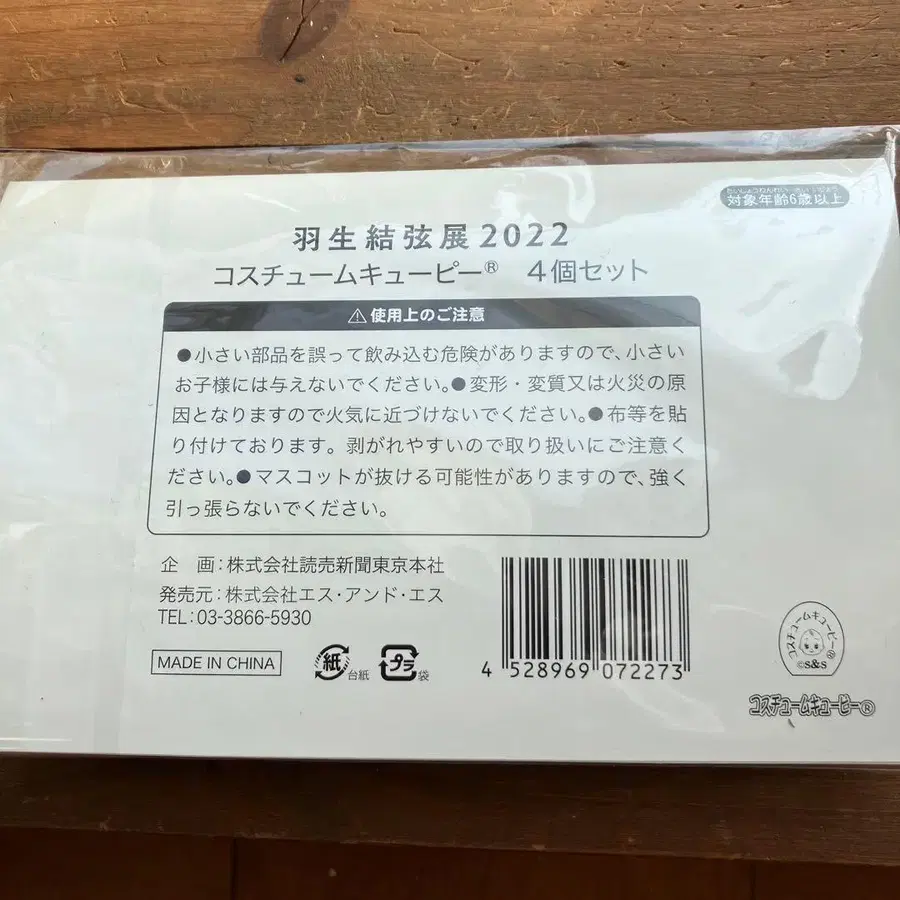 対象年齢6歳以上
羽生結弦展2022
コスチュームキューピー® 4個セット
⚠使用上のご注意
●小さい部品を誤って飲み込む危険がありますので、小さい
お子様には与えないでください。●変形・変質又は火災の原
因となりますので火気に近づけないでください。●布等を貼
り付けております。剥がれやすいので取り扱いにご注意く
ださい。●マスコットが抜ける可能性がありますので、強く
引っ張らないでください。
企 画:株式会社読売新聞東京本社
発売元:株式会社エス・アンド・エス
TEL:03-3866-5930
MADE IN CHINA
紙 台紙
プラ 袋
4 528969 072273
コスチュームキューピー®
©S&S
コスチュームキューピー®